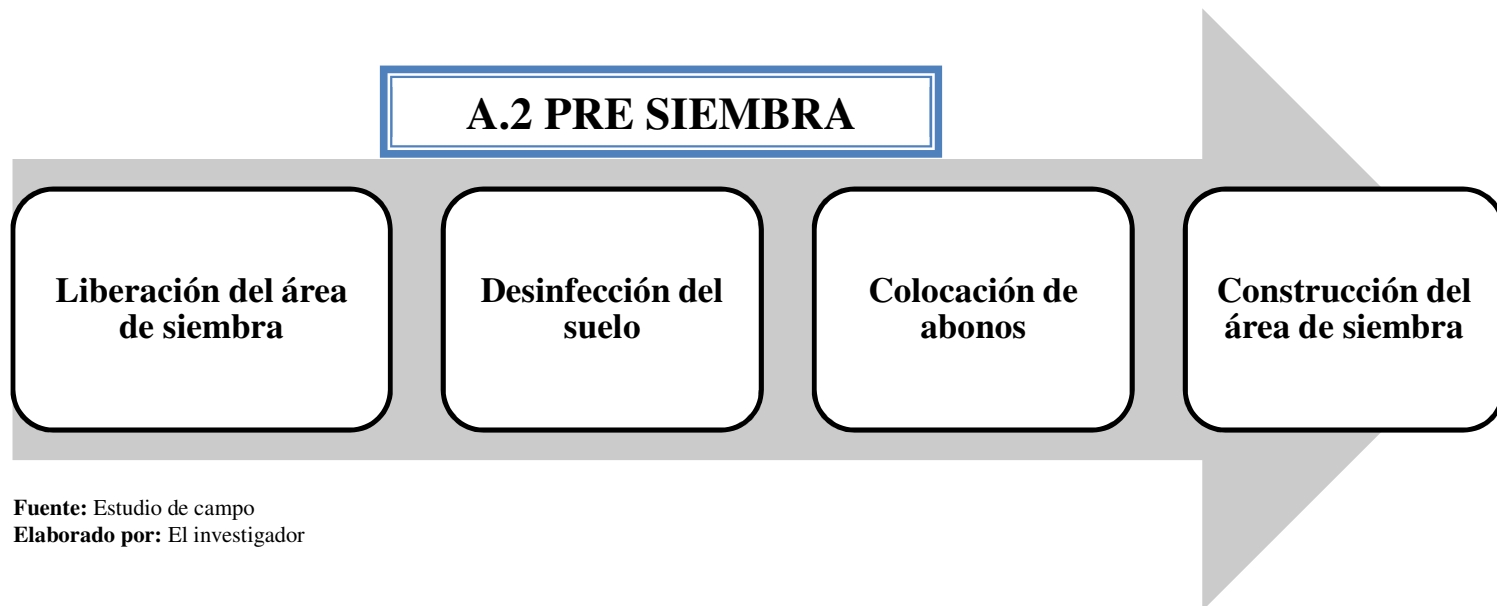 A.2 PRE SIEMBRA
Liberación del área
de siembra
Desinfección del
suelo
Colocación de
abonos
Construcción del
área de siembra
Fuente: Estudio de campo
Elaborado por: El investigador